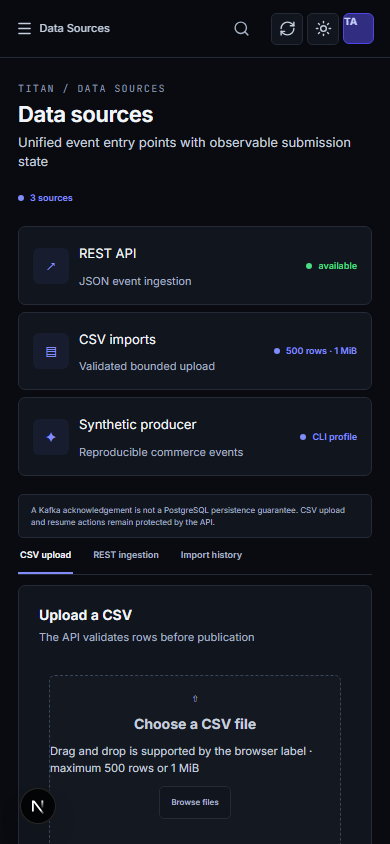 Data Sources
TA
TITAN / DATA SOURCES
Data sources
Unified event entry points with observable submission
state
3 sources
REST API
JSON event ingestion
available
CSV imports
Validated bounded upload
500 rows · 1 MiB
Synthetic producer
Reproducible commerce events
CLI profile
A Kafka acknowledgement is not a PostgreSQL persistence guarantee. CSV upload
and resume actions remain protected by the API.
CSV upload
REST ingestion
Import history
Upload a CSV
The API validates rows before publication
Choose a CSV file
Drag and drop is supported by the browser label ·
maximum 500 rows or 1 MiB
Browse files
N